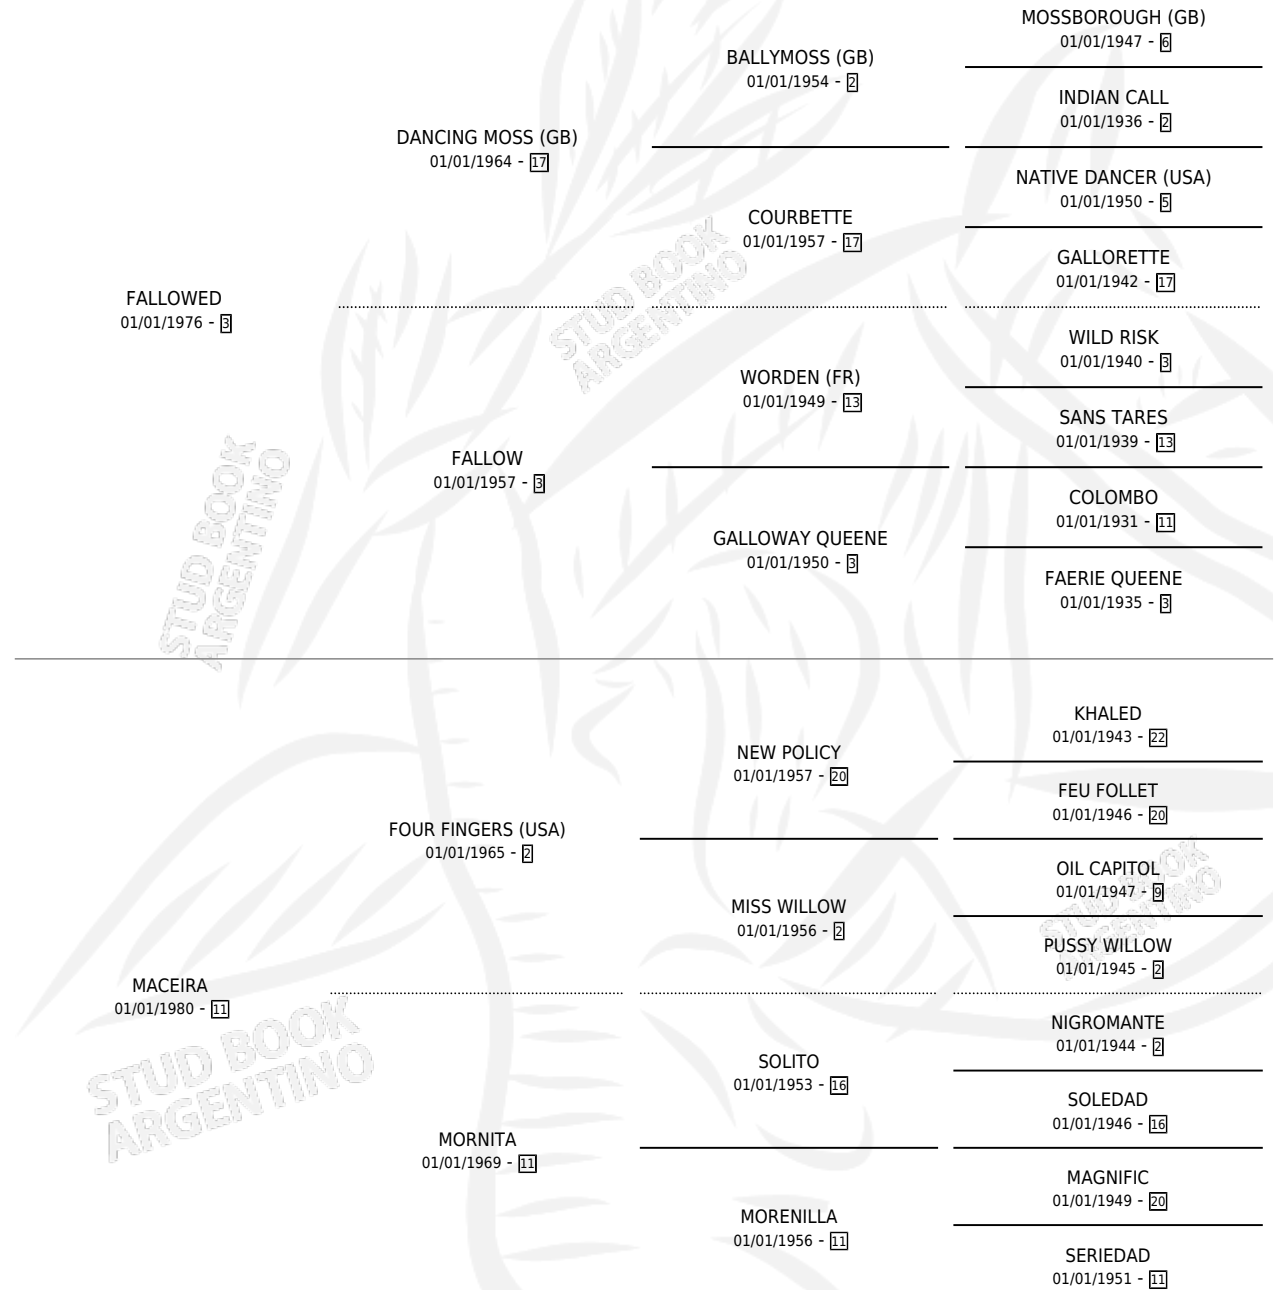 MOSSBOROUGH (GB)
01/01/1947 - 6
BALLYMOSS (GB)
01/01/1954 - 2
INDIAN CALL
01/01/1936 - 2
DANCING MOSS (GB)
01/01/1964 - 17
NATIVE DANCER (USA)
01/01/1950 - 5
COURBETTE
01/01/1957 - 17
GALLORETTE
01/01/1942 - 17
FALLOWED
01/01/1976 - 3
WILD RISK
01/01/1940 - 3
WORDEN (FR)
01/01/1949 - 13
SANS TARES
01/01/1939 - 13
FALLOW
01/01/1957 - 3
COLOMBO
01/01/1931 - 11
GALLOWAY QUEENE
01/01/1950 - 3
FAERIE QUEENE
01/01/1935 - 3
STUD BOOK
ARGENTINO
STUD BOOK
ARGENTINO
KHALED
01/01/1943 - 22
NEW POLICY
01/01/1957 - 20
FEU FOLLET
01/01/1946 - 20
FOUR FINGERS (USA)
01/01/1965 - 2
OIL CAPITOL
01/01/1947 - 9
MISS WILLOW
01/01/1956 - 2
PUSSY WILLOW
01/01/1945 - 2
MACEIRA
01/01/1980 - 11
NIGROMANTE
01/01/1944 - 2
SOLITO
01/01/1953 - 16
SOLEDAD
01/01/1946 - 16
MORNITA
01/01/1969 - 11
MAGNIFIC
01/01/1949 - 20
MORENILLA
01/01/1956 - 11
SERIEDAD
01/01/1951 - 11
STUD BOOK
ARGENTINO
STUD BOOK
ARGENTINO